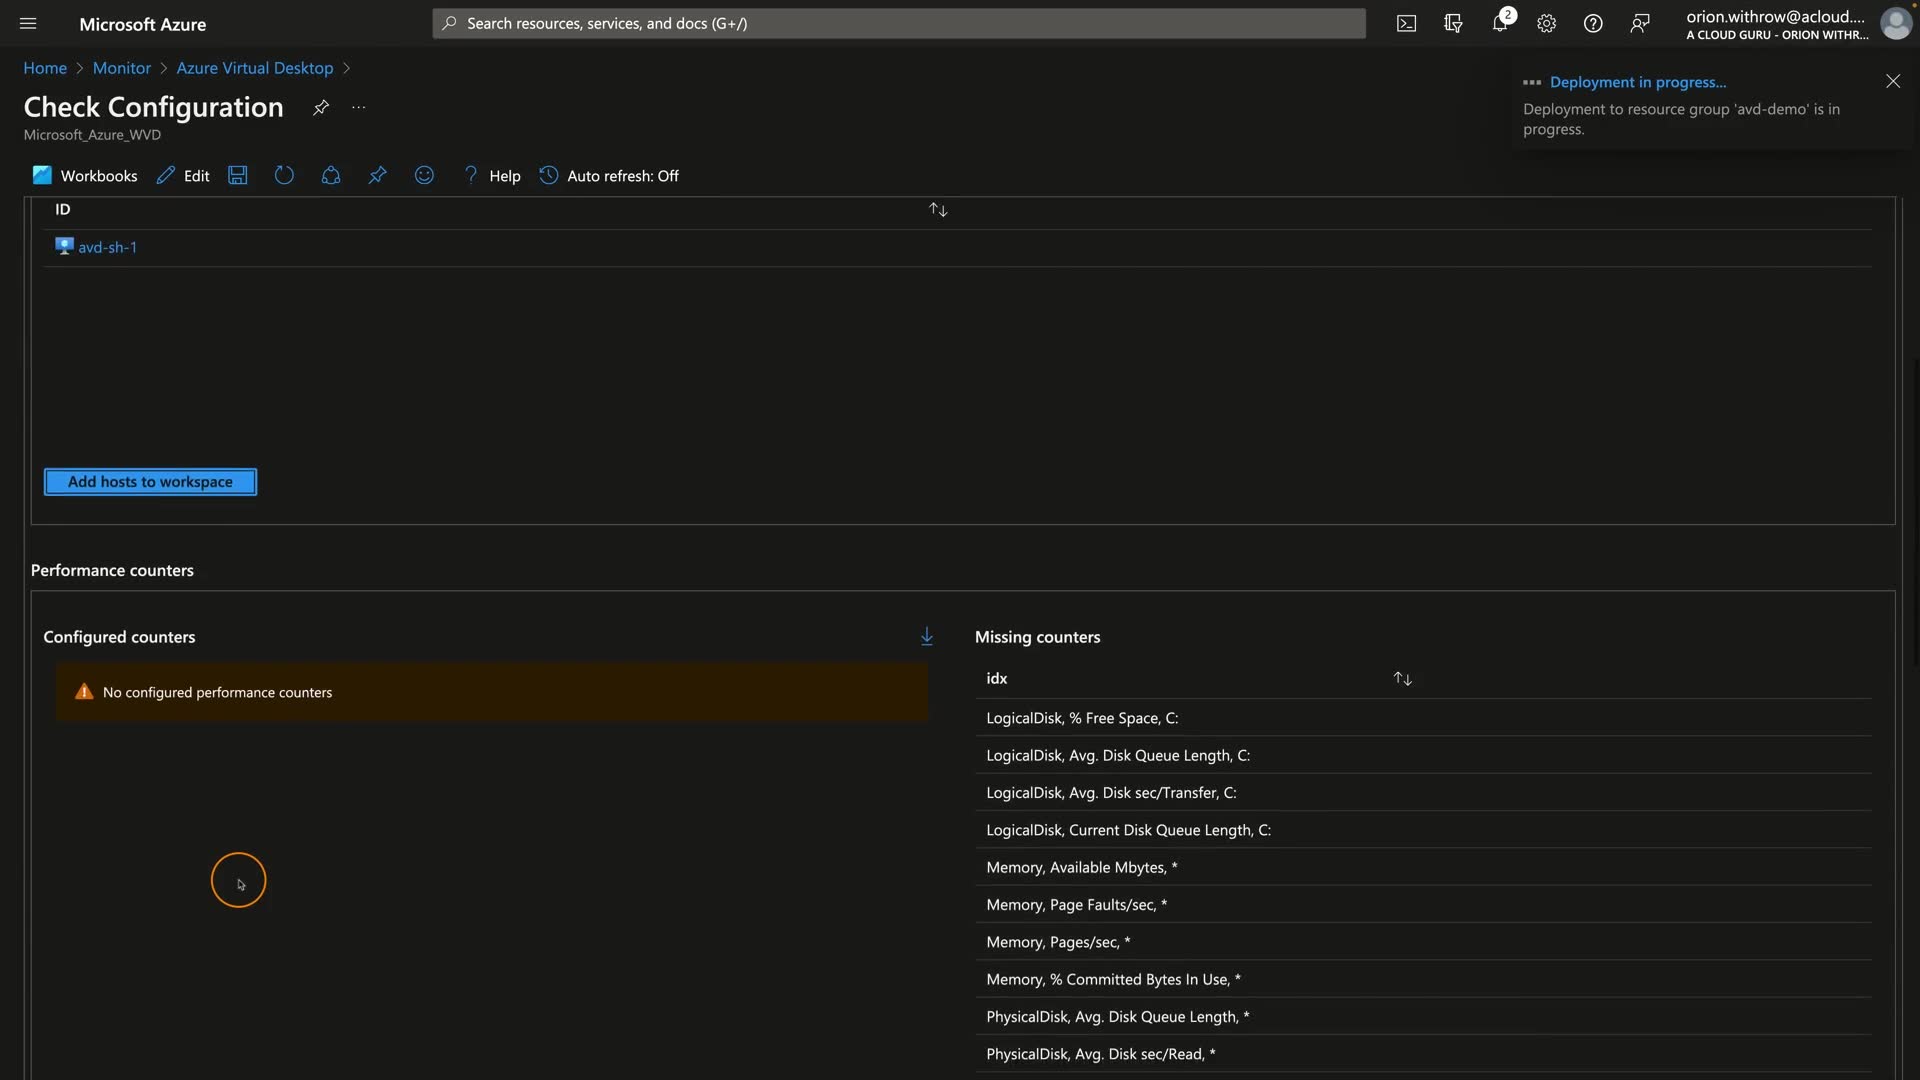 Microsoft Azure
Search resources, services, and docs (G+/)
2
orion.withrow@acloud....
A CLOUD GURU - ORION WITHR...
Home > Monitor > Azure Virtual Desktop >
Deployment in progress...
Deployment to resource group 'avd-demo' is in
progress.
Check Configuration
Microsoft_Azure_WVD
Workbooks Edit Help Auto refresh: Off
ID
avd-sh-1
Add hosts to workspace
Performance counters
Configured counters
No configured performance counters
Missing counters
idx
LogicalDisk, % Free Space, C:
LogicalDisk, Avg. Disk Queue Length, C:
LogicalDisk, Avg. Disk sec/Transfer, C:
LogicalDisk, Current Disk Queue Length, C:
Memory, Available Mbytes, *
Memory, Page Faults/sec, *
Memory, Pages/sec, *
Memory, % Committed Bytes In Use, *
PhysicalDisk, Avg. Disk Queue Length, *
PhysicalDisk, Avg. Disk sec/Read, *